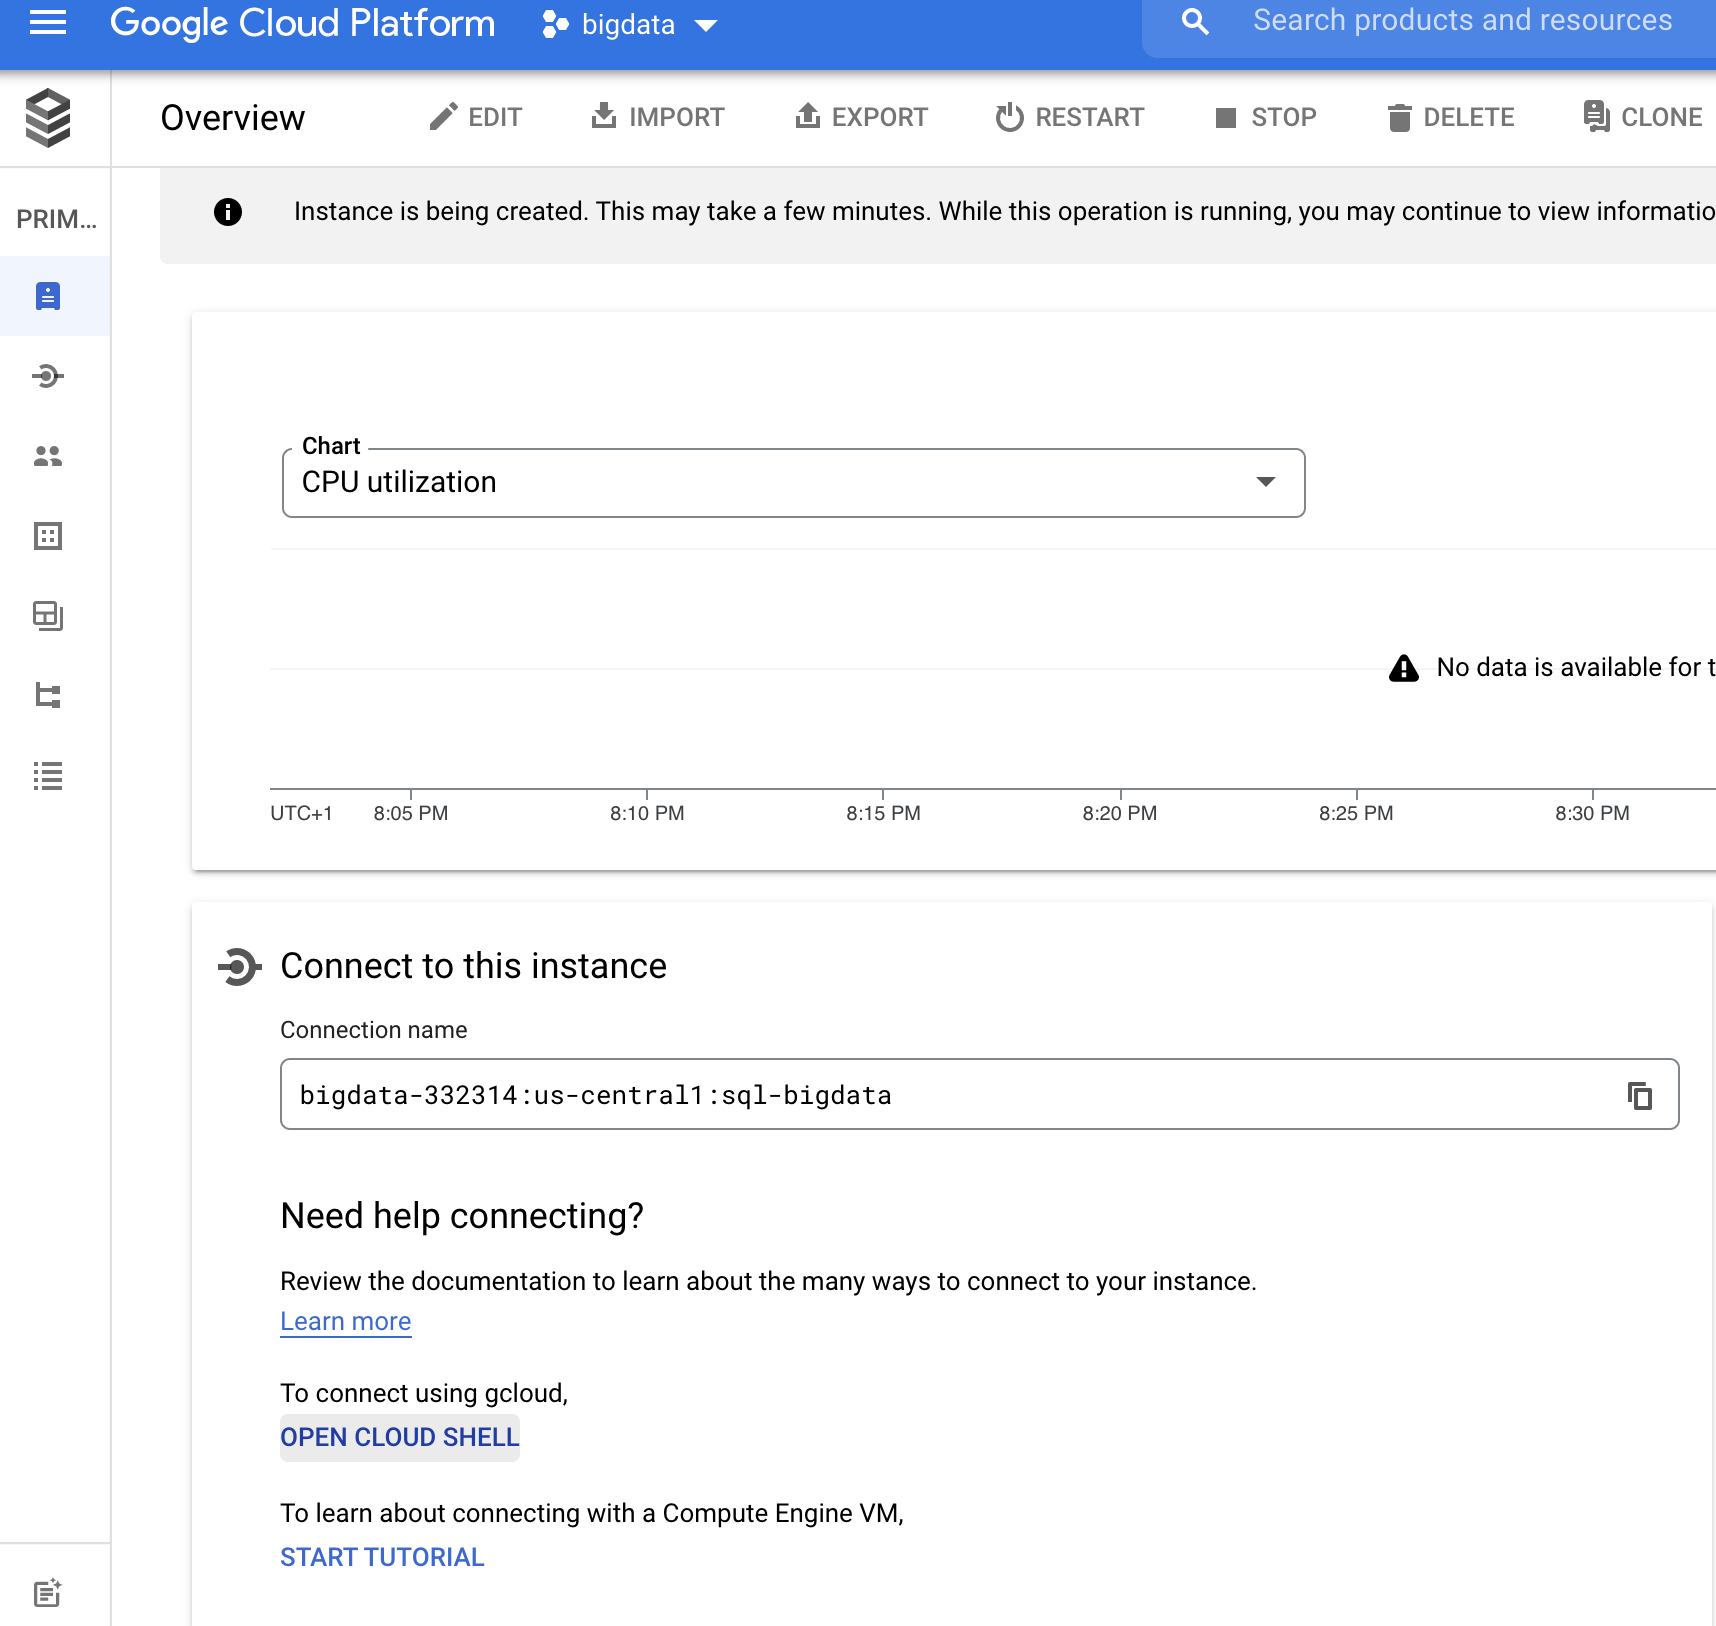 Google Cloud Platform bigdata Search products and resources
Overview EDIT IMPORT EXPORT RESTART STOP DELETE CLONE
PRIM...
Instance is being created. This may take a few minutes. While this operation is running, you may continue to view informatio
Chart
CPU utilization
No data is available for t
UTC+1 8:05 PM 8:10 PM 8:15 PM 8:20 PM 8:25 PM 8:30 PM
Connect to this instance
Connection name
bigdata-332314:us-central1:sql-bigdata
Need help connecting?
Review the documentation to learn about the many ways to connect to your instance.
Learn more
To connect using gcloud,
OPEN CLOUD SHELL
To learn about connecting with a Compute Engine VM,
START TUTORIAL